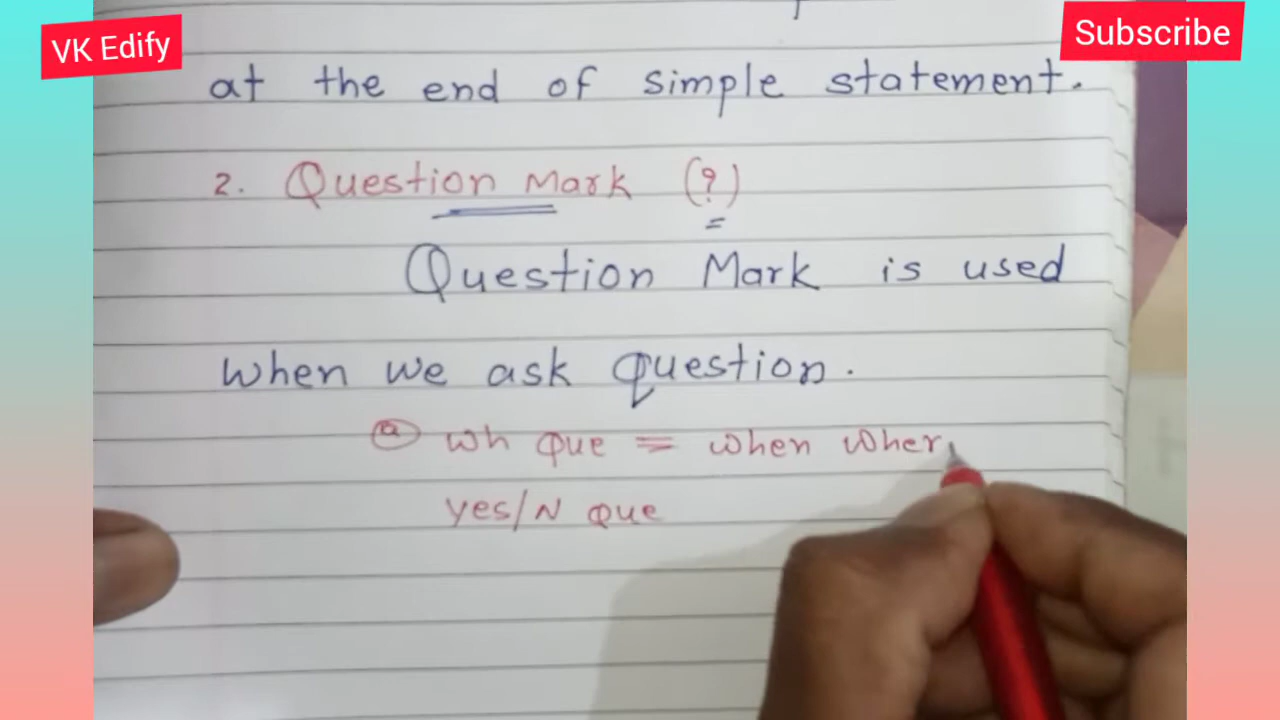 VK Edify
Subscribe
at the end of simple statement.
2. Question Mark (?)
Question Mark is used
when we ask question.
a wh que = when wher
yes/N que